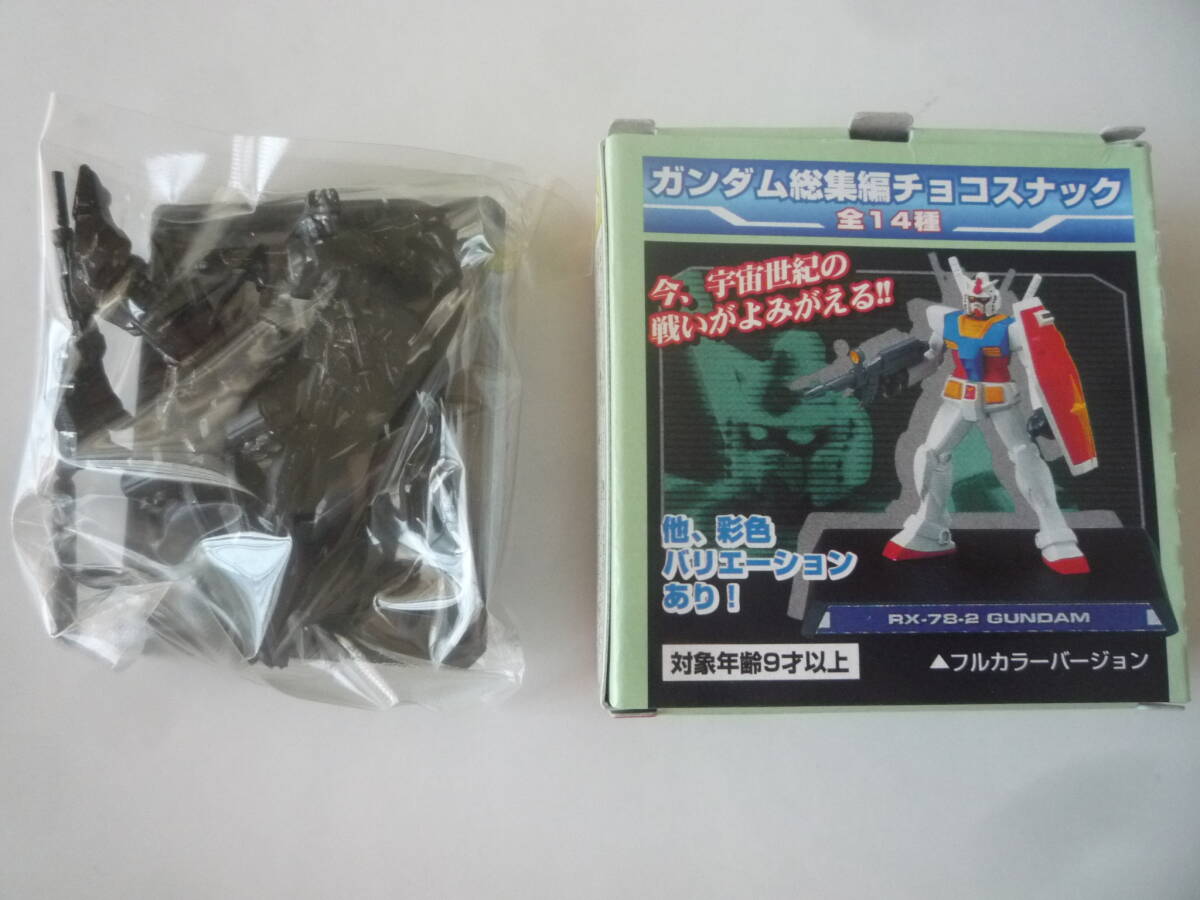 ガンダム総集編チョコスナック
全14種
今、宇宙世紀の
戦いがよみがえる!!
他、彩色
バリエーション
あり!
RX-78-2 GUNDAM
対象年齢9才以上
▲フルカラーバージョン